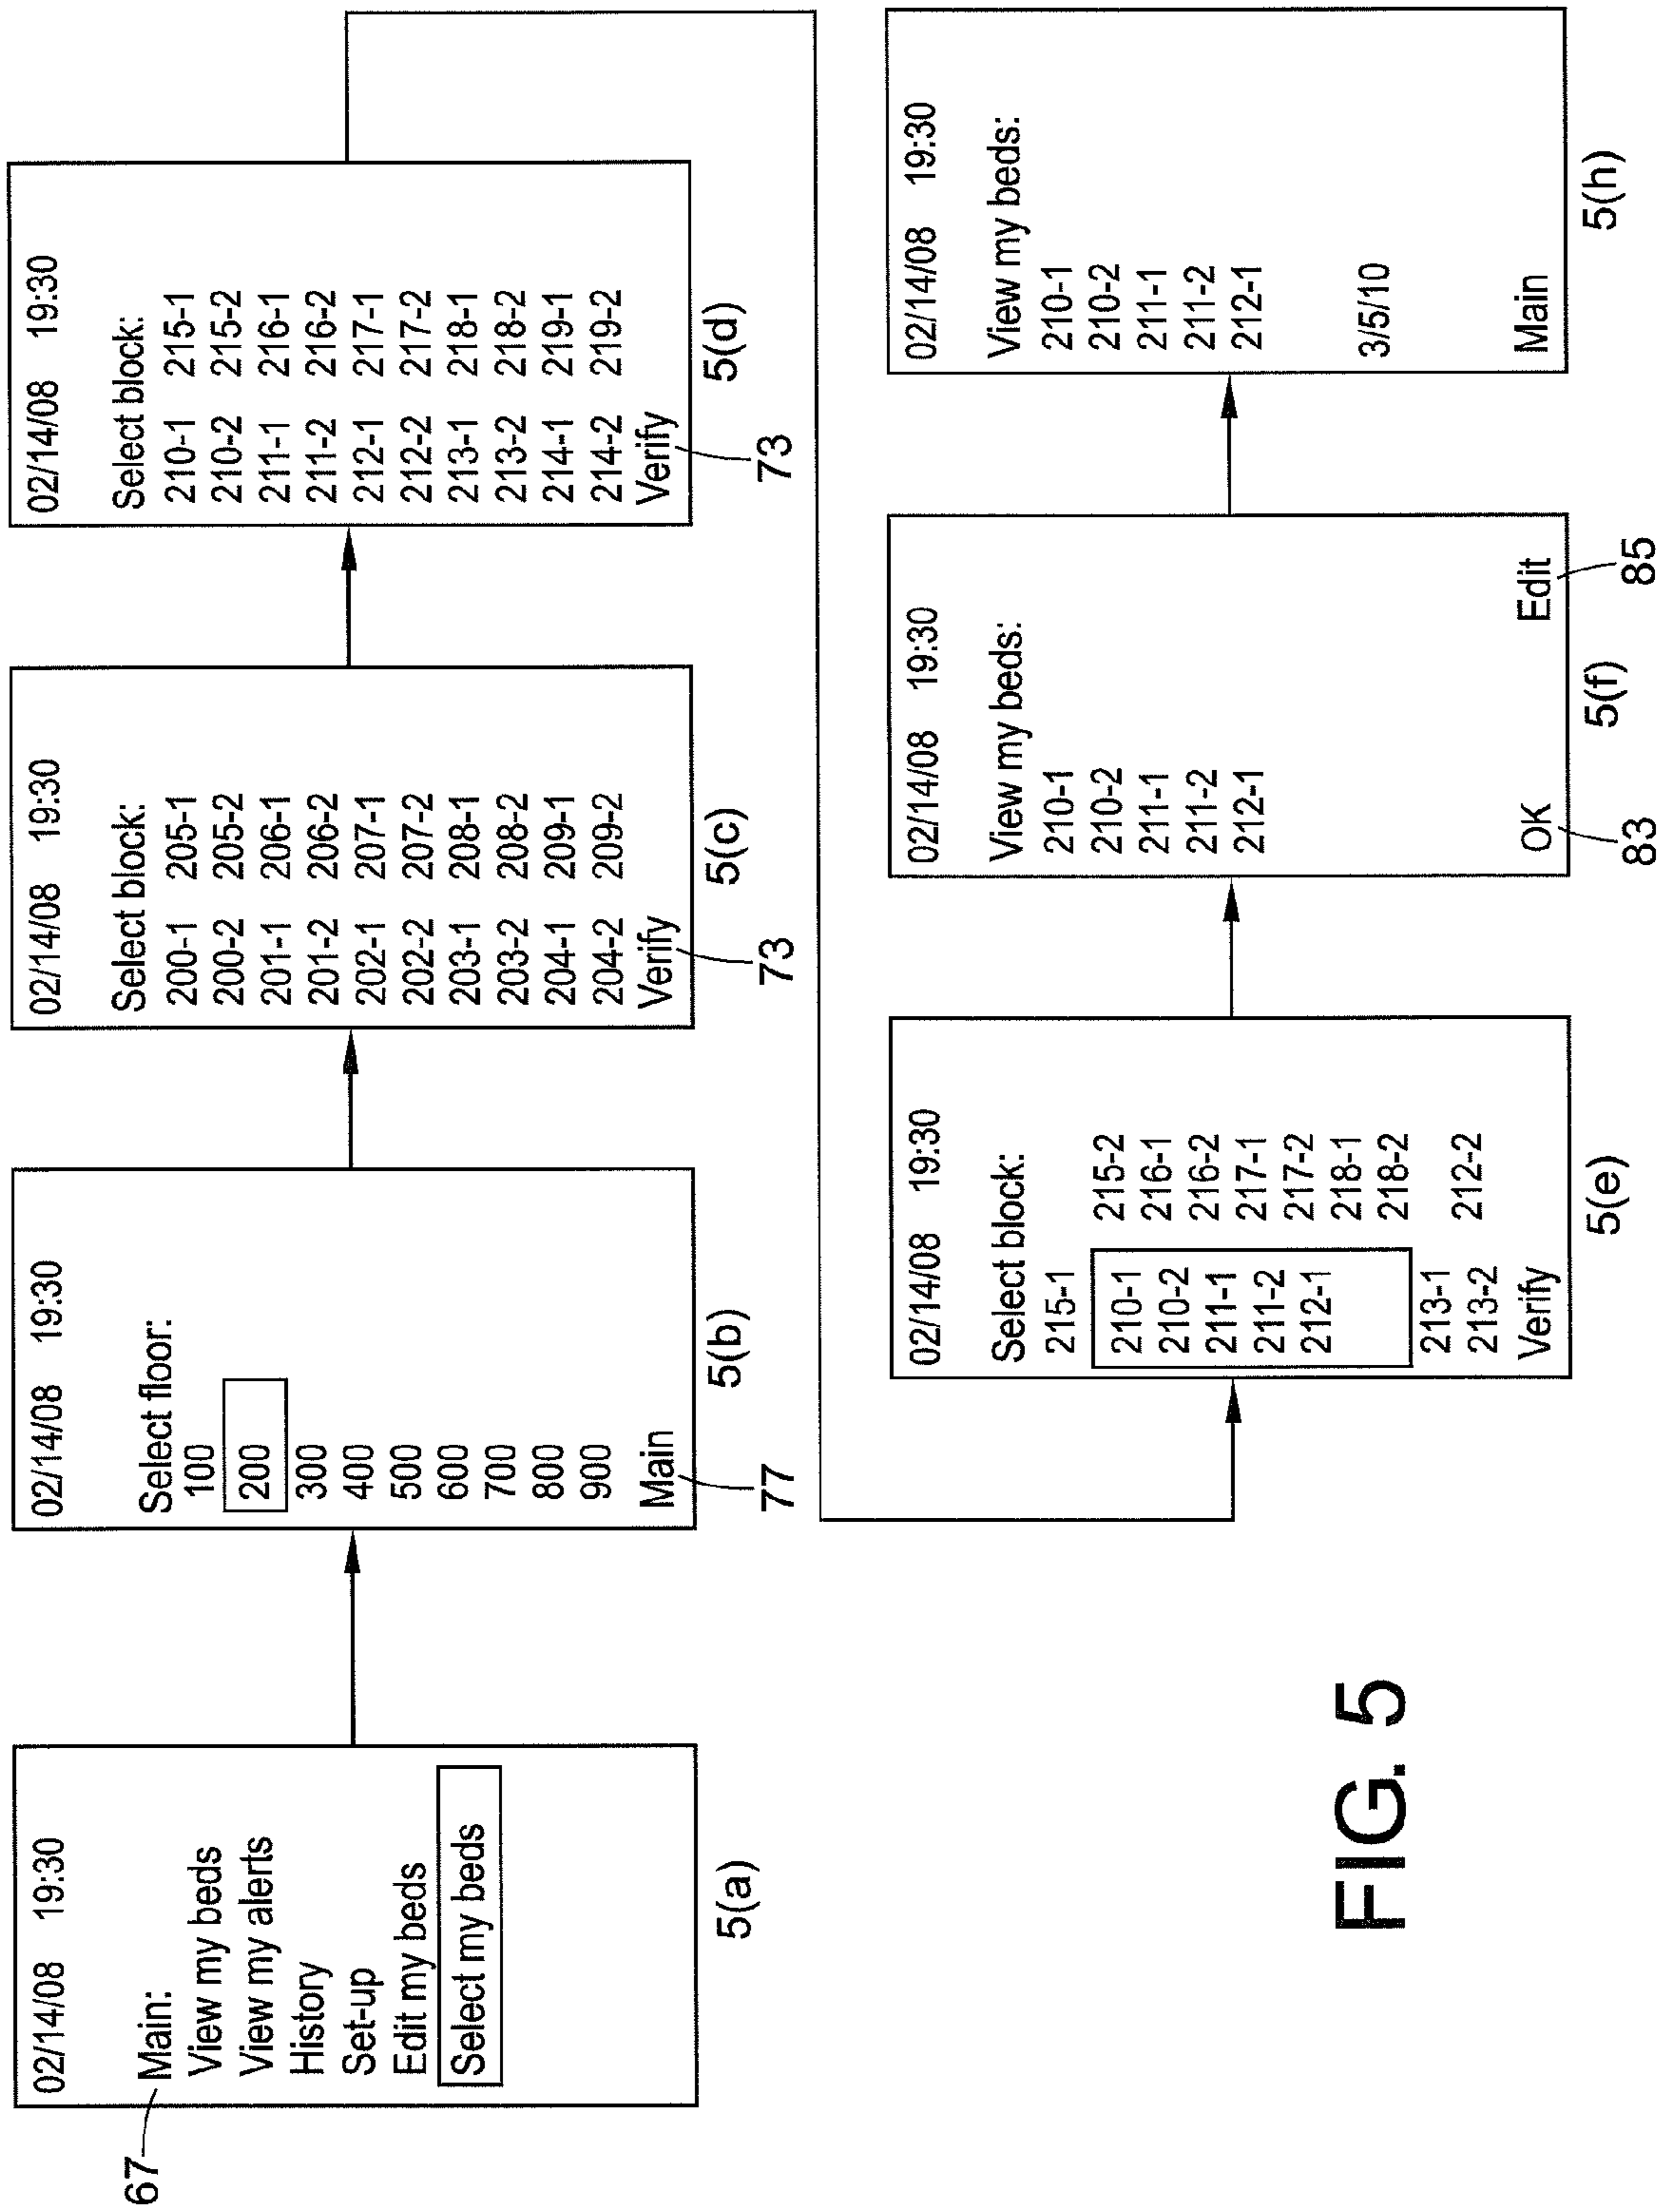 02/14/08 19:30
67
Main:
View my beds
View my alerts
History
Set-up
Edit my beds
Select my beds
5(a)
02/14/08 19:30
Select floor:
100
200
300
400
500
600
700
800
900
Main
77
5(b)
02/14/08 19:30
Select block:
200-1 205-1
200-2 205-2
201-1 206-1
201-2 206-2
202-1 207-1
202-2 207-2
203-1 208-1
203-2 208-2
204-1 209-1
204-2 209-2
Verify
73
5(c)
02/14/08 19:30
Select block:
210-1 215-1
210-2 215-2
211-1 216-1
211-2 216-2
212-1 217-1
212-2 217-2
213-1 218-1
213-2 218-2
214-1 219-1
214-2 219-2
Verify
73
5(d)
02/14/08 19:30
Select block:
215-1
210-1 215-2
210-2 216-1
211-1 216-2
211-2 217-1
212-1 217-2
218-1
218-2
213-1
213-2 212-2
Verify
5(e)
02/14/08 19:30
View my beds:
210-1
210-2
211-1
211-2
212-1
OK Edit
83 85
5(f)
02/14/08 19:30
View my beds:
210-1
210-2
211-1
211-2
212-1
3/5/10
Main
5(h)
FIG. 5